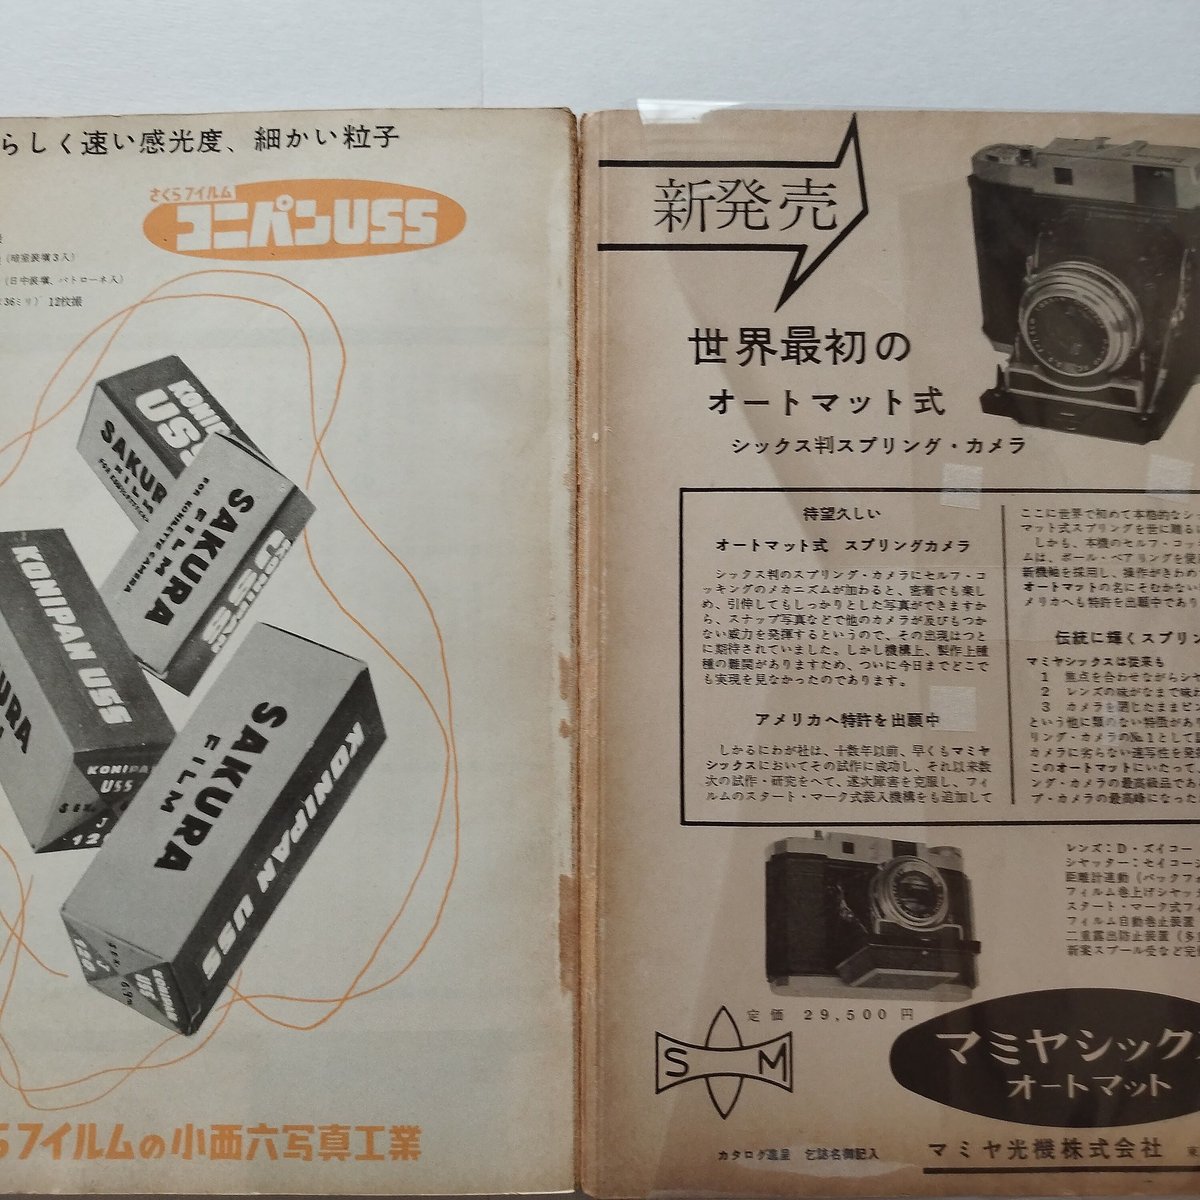 らしく速い感光度、細かい粒子
さくらフイルム
コニパンUSS
(暗室装填3入)
(日中装填、パトローネ入)
36ミリ) 12枚撮
KONIPAN
USS
SAKURA
FILM
SAKURA
FILM
FOR KONILETTE CAMERA
KONIPAN
USS
KONIPAN USS
KONIPAN
USS
120
SAKURA
FILM
KONIPAN USS
120
KONIPAN
USS
らフイルムの小西六写真工業
新発売
世界最初の
オートマット式
シックス判スプリング・カメラ
待望久しい
オートマット式 スプリングカメラ
シックス判のスプリング・カメラにセルフ・コ
ッキングのメカニズムが加わると、密着でも楽し
め、引伸してもしっかりとした写真ができますか
ら、スナップ写真などで他のカメラが及びもつか
ない威力を発揮するというので、その出現はつと
に期待されていました。しかし機構上、製作上種
種の難関がありますため、ついに今日までどこで
も実現を見なかったのであります。
アメリカへ特許を出願中
しかるにわが社は、十数年以前、早くもマミヤ
シックスにおいてその試作に成功し、それ以来数
次の試作・研究をへて、逐次障害を克服し、フィ
ルムのスタート・マーク式装入機構をも追加して
ここに世界で初めて本格的なシ
マット式スプリングを世に贈る
しかも、本機のセルフ・コッ
ムは、ボール・ベアリングを使
新機軸を採用し、操作がきわめ
オートマットの名にそむかない
メリカへも特許を出願中であり
伝統に輝くスプリン
マミヤシックスは従来も
1 焦点を合わせながらシヤ
2 レンズの味がなまで味わ
3 カメラを閉じたままピン
という他に類のない特徴があり
リング・カメラの№1として
カメラに劣らない速写性を発
このオートマットにいたって、
ング・カメラの最高級品であ
プ・カメラの最高峰になった
レンズ：D・ズイコー
シヤッター：セイコー
距離計連動（バックフォ
フィルム巻上げシャッ
スタート・マーク式フィ
フィルム自動巻止装置
二重露出防止装置（多
新案スプール受など完
定価 29,500円
S M
マミヤシックス
オートマット
カタログ進呈 乞誌名御記入
マミヤ光機株式会社 東